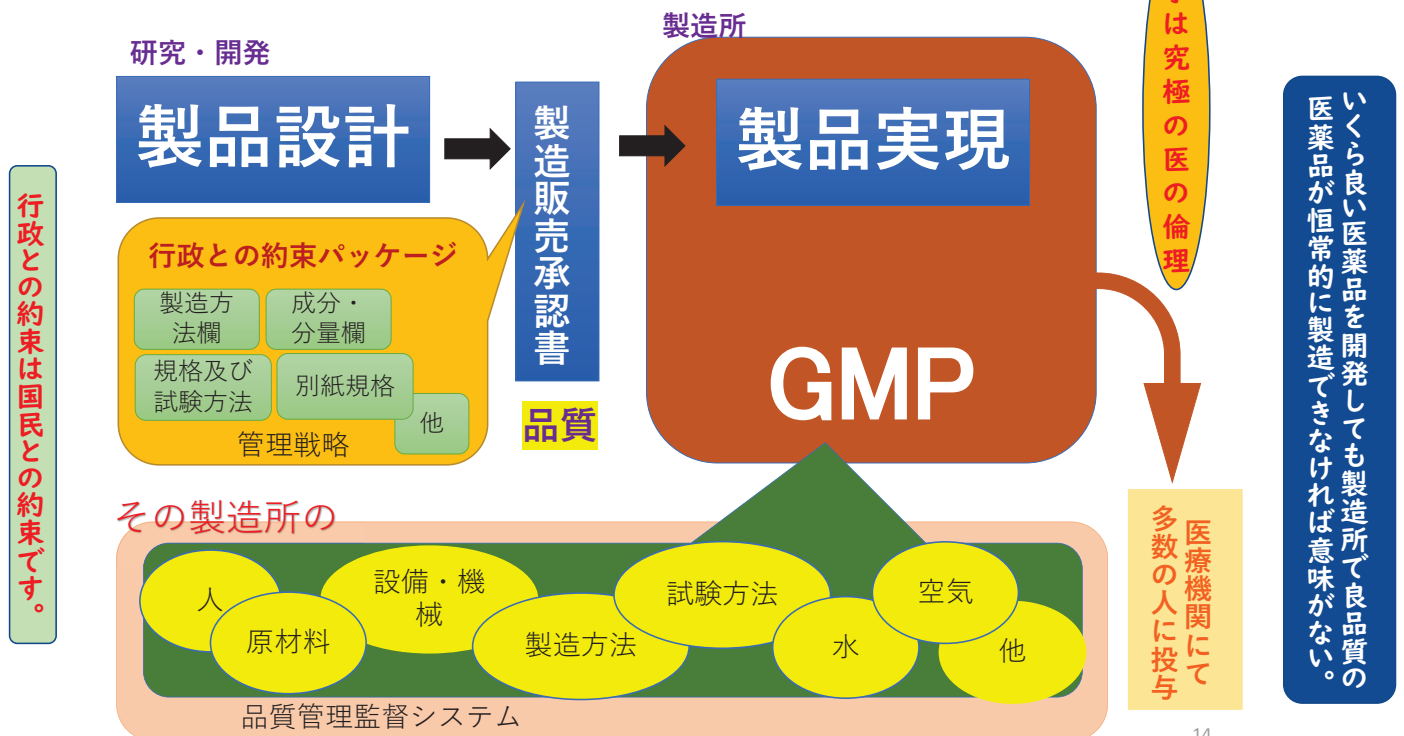 製造所
研究・開発
製品設計
製造販売承認書
製品実現
GMP
行政との約束パッケージ
製造方
法欄
成分・
分量欄
規格及び
試験方法
別紙規格
他
管理戦略
品質
行政との約束は国民との約束です。
は究極の医の倫理
いくら良い医薬品を開発しても製造所で良品質の
医薬品が恒常的に製造できなければ意味がない。
医療機関にて
多数の人に投与
その製造所の
人
原材料
設備・機
械
製造方法
試験方法
水
空気
他
品質管理監督システム
14